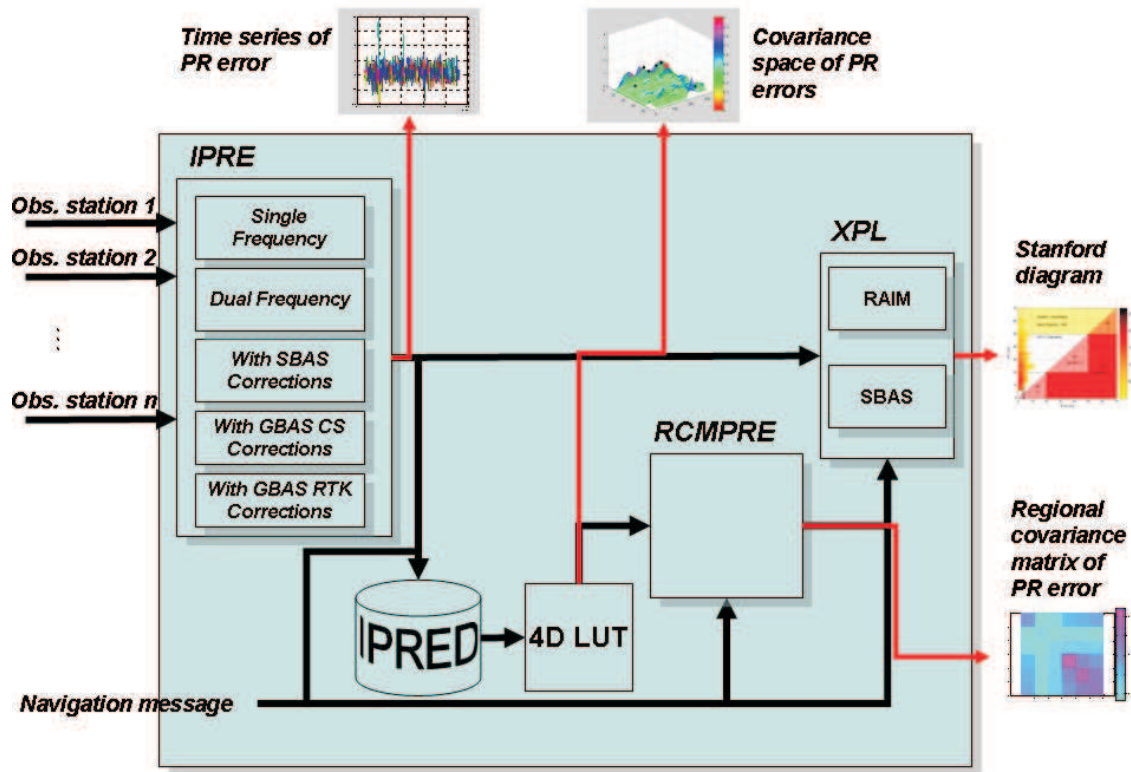 Time series of
PR error
Covariance
space of PR
errors
IPRE
Obs. station 1
Obs. station 2
...
Obs. station n
Single
Frequency
Dual Frequency
With SBAS
Corrections
With GBAS CS
Corrections
With GBAS RTK
Corrections
XPL
RAIM
SBAS
Stanford
diagram
RCMPRE
Regional
covariance
matrix of
PR error
IPRED
4D LUT
Navigation message